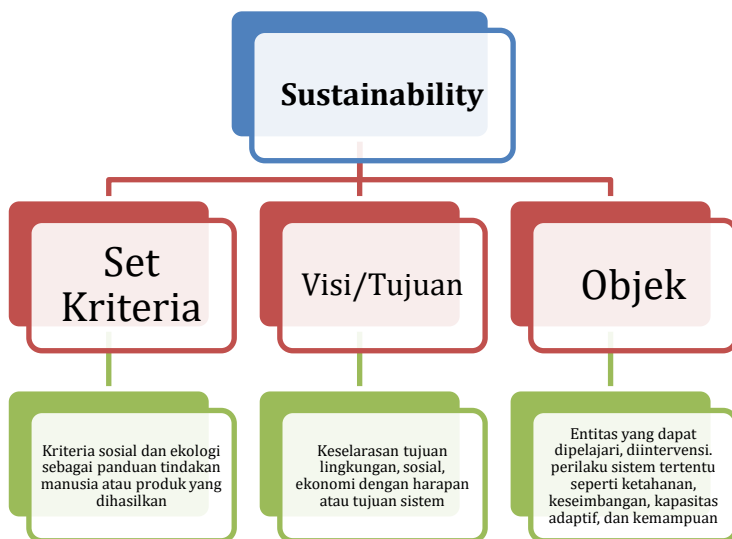 Sustainability
Set
Kriteria
Visi/Tujuan
Objek
Kriteria sosial dan ekologi
sebagai panduan tindakan
manusia atau produk yang
dihasilkan
Keselarasan tujuan
lingkungan, sosial,
ekonomi dengan harapan
atau tujuan sistem
Entitas yang dapat
dipelajari, diintervensi.
perilaku sistem tertentu
seperti ketahanan,
keseimbangan, kapasitas
adaptif, dan kemampuan